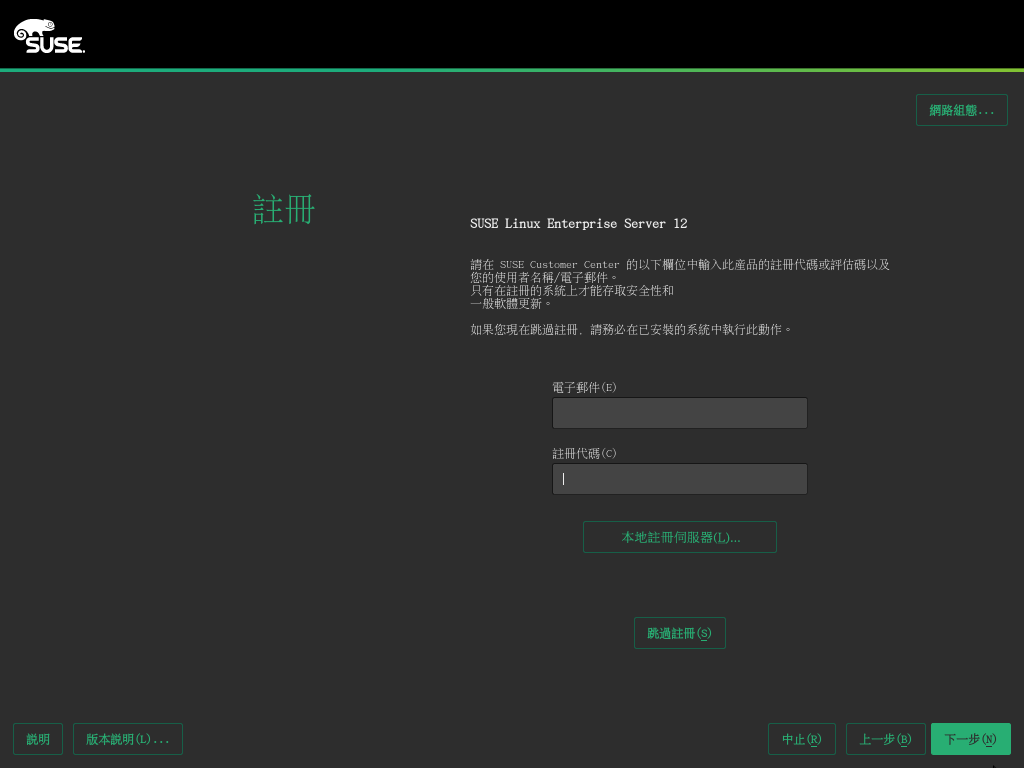 SUSE
網路組態...
註冊
SUSE Linux Enterprise Server 12
請在 SUSE Customer Center 的以下欄位中輸入此產品的註冊代碼或評估碼以及
您的使用者名稱/電子郵件。
只有在註冊的系統上才能存取安全性和
一般軟體更新。
如果您現在跳過註冊，請務必在已安裝的系統中執行此動作。
電子郵件(E)
註冊代碼(C)
本地註冊伺服器(L)...
跳過註冊(S)
說明
版本說明(L)...
中止(R)
上一步(B)
下一步(N)